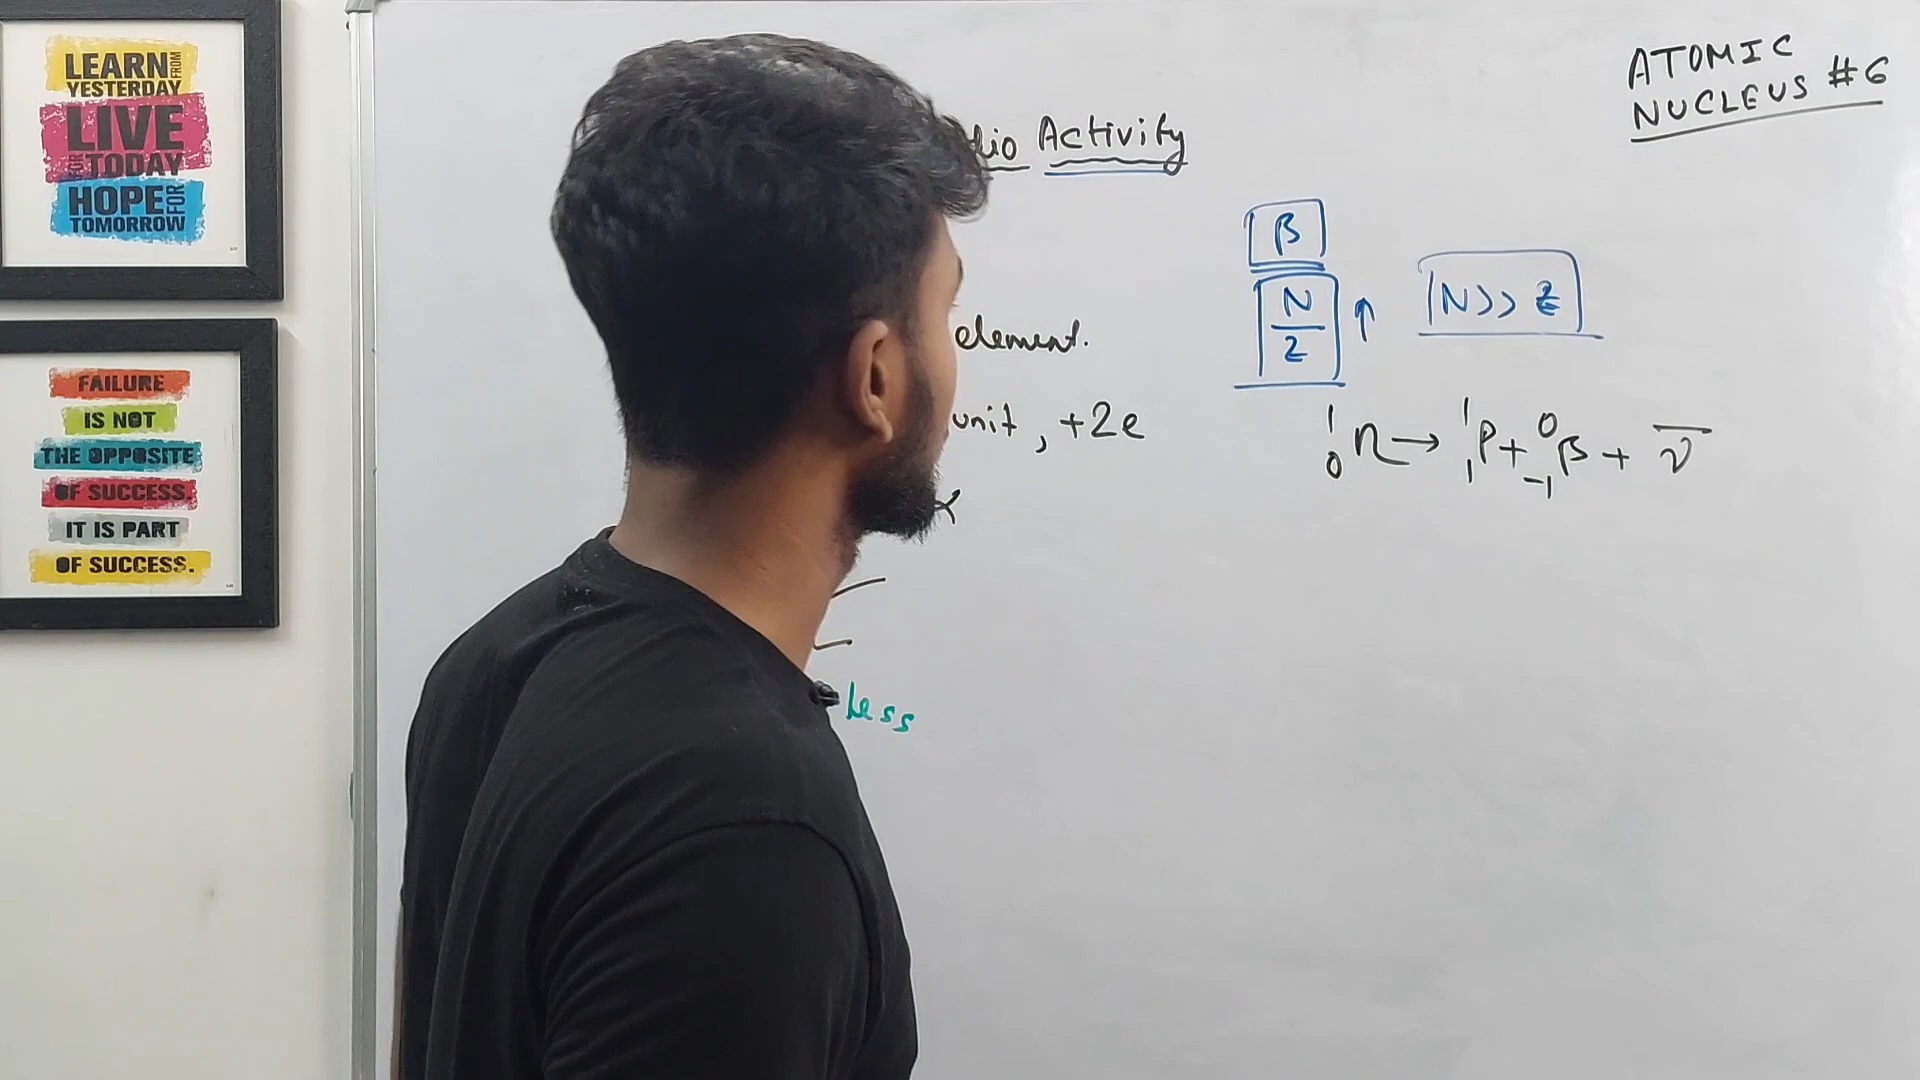 LEARN FROM
YESTERDAY
LIVE
FOR TODAY
HOPE FOR
TOMORROW
FAILURE
IS NOT
THE OPPOSITE
OF SUCCESS.
IT IS PART
OF SUCCESS.
ATOMIC
NUCLEUS #6
dio Activity
element.
unit, +2e
α
Less
β
N/Z ↑
N>> Z
¹₀n → ¹₁p + ⁰₋₁β + ν̅